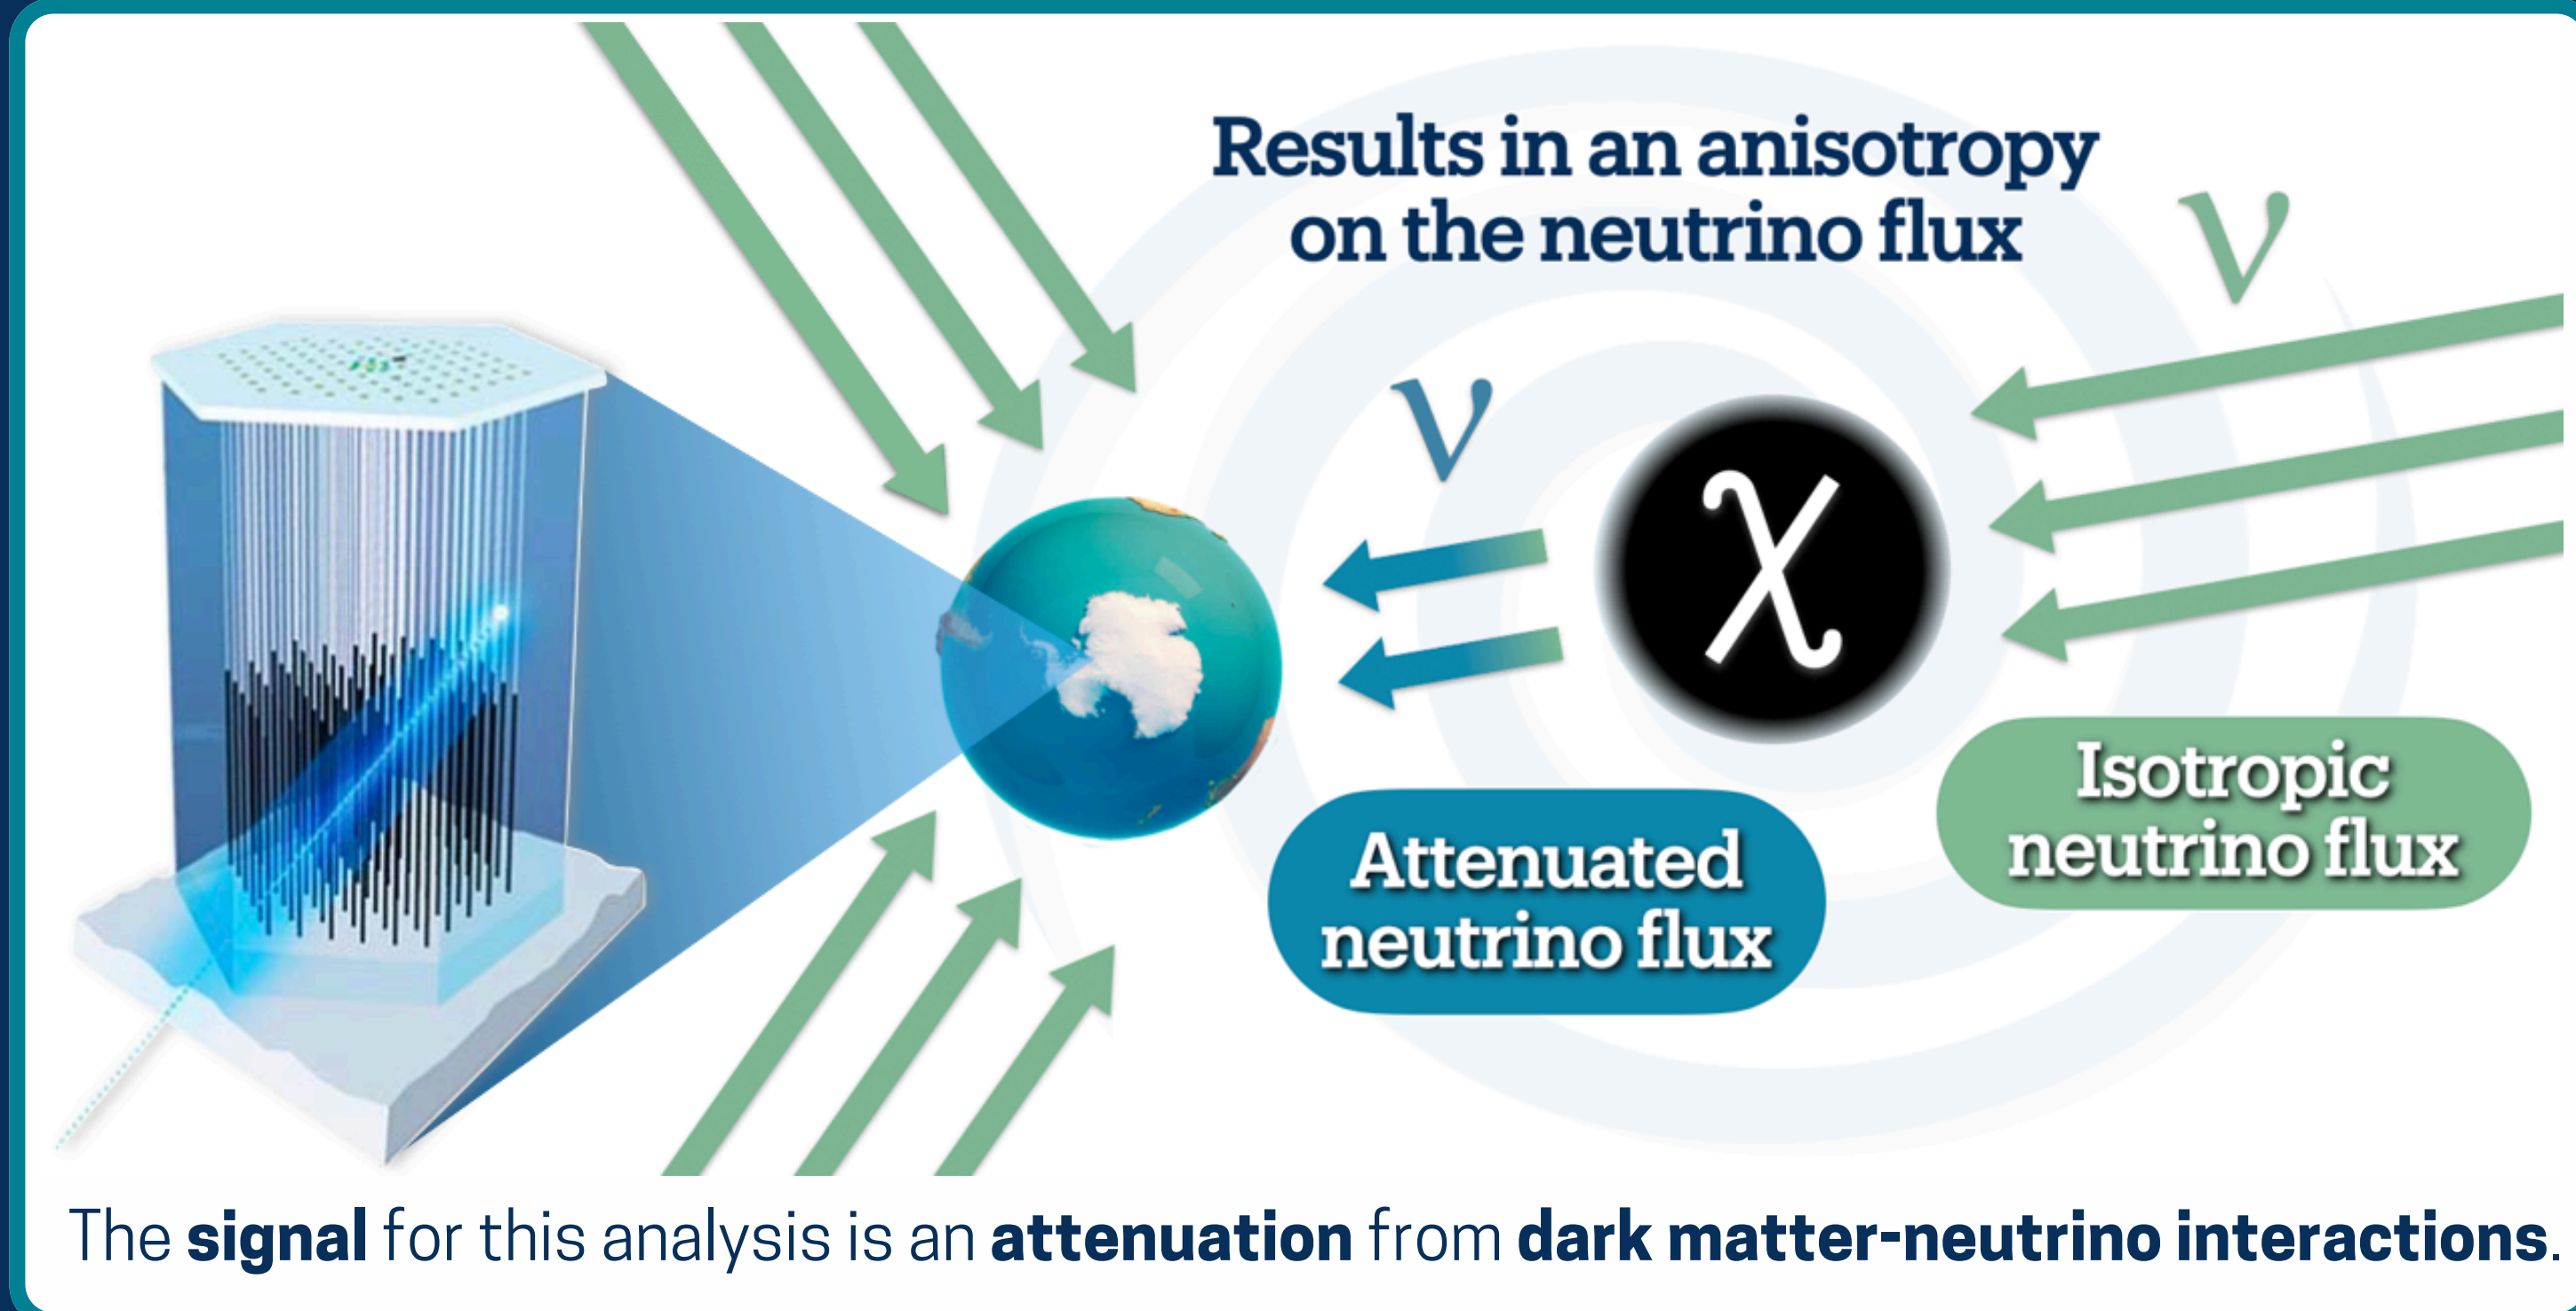 Results in an anisotropy
on the neutrino flux
ν
ν
χ
Isotropic
neutrino flux
Attenuated
neutrino flux
The signal for this analysis is an attenuation from dark matter-neutrino interactions.